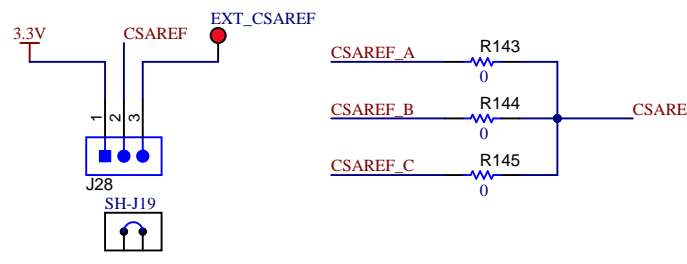 EXT_CSAREF
3.3V
CSAREF
1
2
3
J28
SH-J19
CSAREF_A
R143
0
CSAREF_B
R144
0
CSARE
CSAREF_C
R145
0